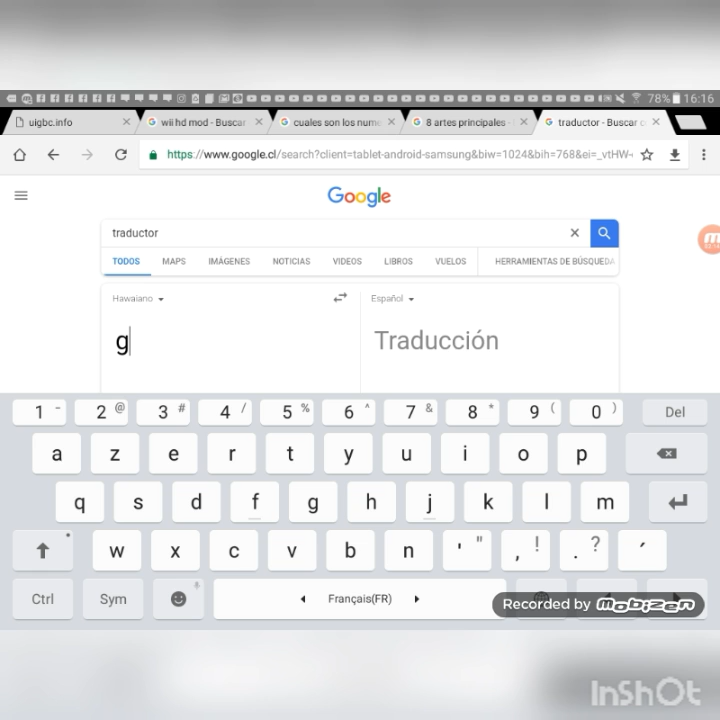 78% 16:16
uigbc.info wii hd mod - Buscar cuales son los nume 8 artes principales - traductor - Buscar c
https://www.google.cl/search?client=tablet-android-samsung&biw=1024&bih=768&ei=_vtHW-
Google
traductor
TODOS MAPS IMÁGENES NOTICIAS VIDEOS LIBROS VUELOS HERRAMIENTAS DE BÚSQUEDA
Hawaiano Español
g Traducción
1 - 2 @ 3 # 4 / 5 % 6 ^ 7 & 8 * 9 ( 0 ) Del
a z e r t y u i o p
q s d f g h j k l m
w x c v b n ' " , ! . ? ´
Ctrl Sym Français(FR)
Recorded by mobizen
InShOt